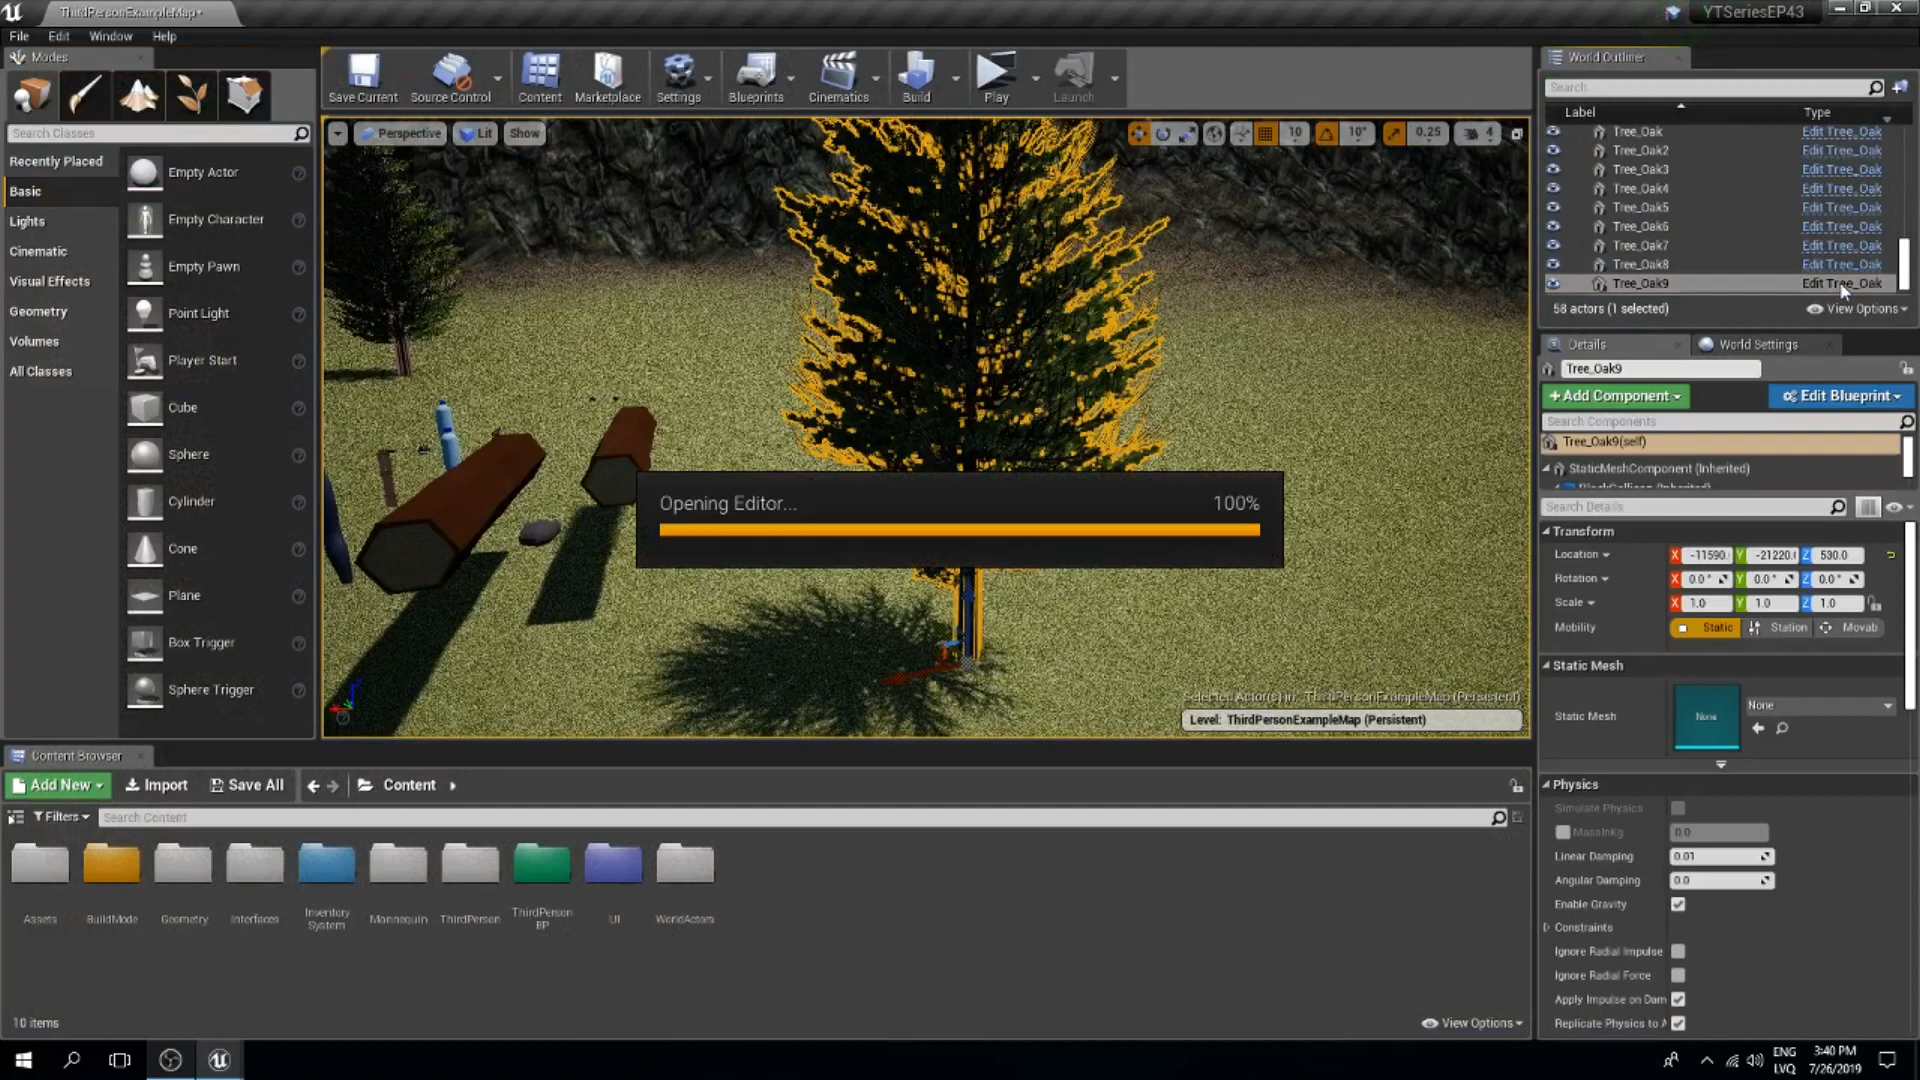 ThirdPersonExampleMap*
YTSeriesEP43
File Edit Window Help
Modes
Search Classes
Recently Placed
Basic
Lights
Cinematic
Visual Effects
Geometry
Volumes
All Classes
Empty Actor
Empty Character
Empty Pawn
Point Light
Player Start
Cube
Sphere
Cylinder
Cone
Plane
Box Trigger
Sphere Trigger
Save Current
Source Control
Content
Marketplace
Settings
Blueprints
Cinematics
Build
Play
Launch
Perspective
Lit
Show
10
10°
0.25
4
Opening Editor...
100%
Selected Actor(s) in: ThirdPersonExampleMap (Persistent)
Level: ThirdPersonExampleMap (Persistent)
World Outliner
Search
Label Type
Tree_Oak Edit Tree_Oak
Tree_Oak2 Edit Tree_Oak
Tree_Oak3 Edit Tree_Oak
Tree_Oak4 Edit Tree_Oak
Tree_Oak5 Edit Tree_Oak
Tree_Oak6 Edit Tree_Oak
Tree_Oak7 Edit Tree_Oak
Tree_Oak8 Edit Tree_Oak
Tree_Oak9 Edit Tree_Oak
58 actors (1 selected) View Options
Details World Settings
Tree_Oak9
+Add Component Edit Blueprint
Search Components
Tree_Oak9(self)
StaticMeshComponent (Inherited)
Search Details
Transform
Location X -11590. Y -21220. Z 530.0
Rotation X 0.0° Y 0.0° Z 0.0°
Scale X 1.0 Y 1.0 Z 1.0
Mobility Static Station Movab
Static Mesh
Static Mesh None None
Physics
Simulate Physics
MassInKg 0.0
Linear Damping 0.01
Angular Damping 0.0
Enable Gravity
Constraints
Ignore Radial Impulse
Ignore Radial Force
Apply Impulse on Dam
Replicate Physics to A
Content Browser
Add New Import Save All Content
Filters Search Content
Assets
BuildMode
Geometry
Interfaces
Inventory
System
Mannequin
ThirdPerson
ThirdPerson
BP
UI
WorldActors
10 items
View Options
ENG
LVQ
3:40 PM
7/26/2019